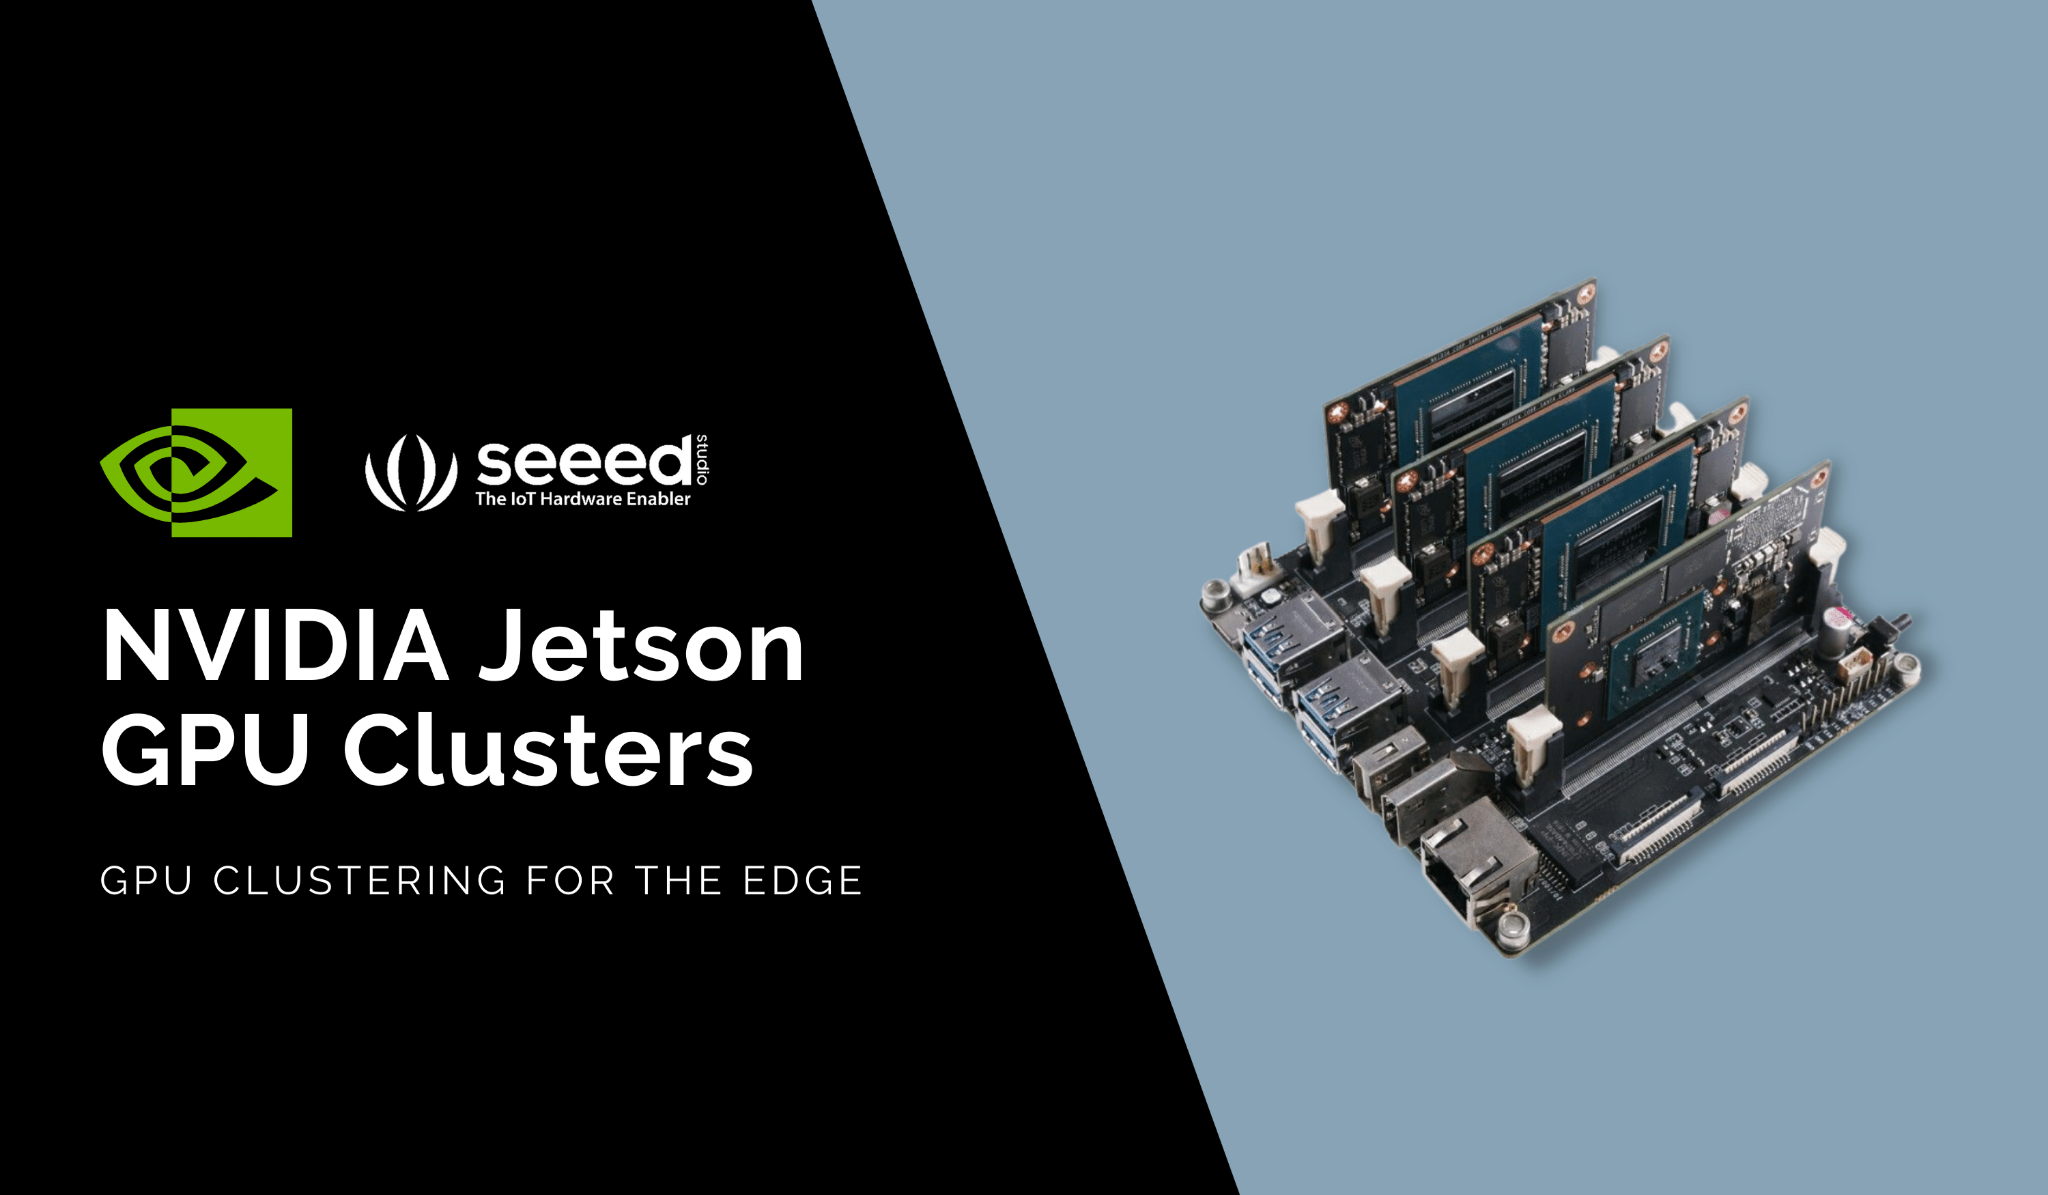 seeed studio
The IoT Hardware Enabler
NVIDIA Jetson
GPU Clusters
GPU CLUSTERING FOR THE EDGE